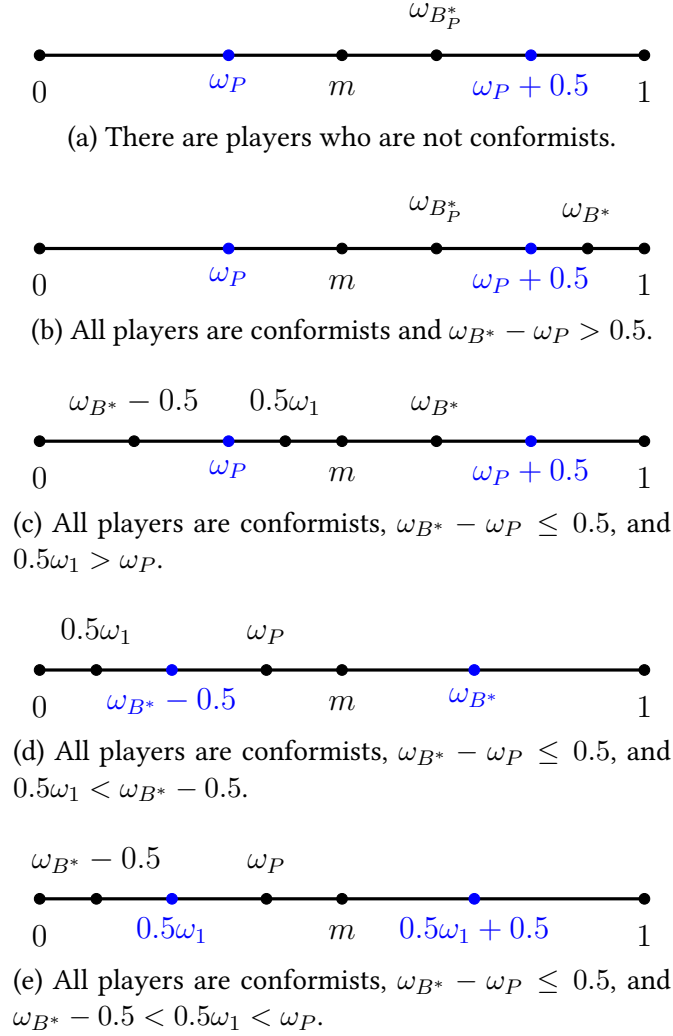 ω_{B_P^*}
0 ω_P m ω_P + 0.5 1
(a) There are players who are not conformists.
ω_{B_P^*} ω_{B^*}
0 ω_P m ω_P + 0.5 1
(b) All players are conformists and ω_{B^*} − ω_P > 0.5.
ω_{B^*} − 0.5 0.5ω_1 ω_{B^*}
0 ω_P m ω_P + 0.5 1
(c) All players are conformists, ω_{B^*} − ω_P ≤ 0.5, and
0.5ω_1 > ω_P.
0.5ω_1 ω_P
0 ω_{B^*} − 0.5 m ω_{B^*} 1
(d) All players are conformists, ω_{B^*} − ω_P ≤ 0.5, and
0.5ω_1 < ω_{B^*} − 0.5.
ω_{B^*} − 0.5 ω_P
0 0.5ω_1 m 0.5ω_1 + 0.5 1
(e) All players are conformists, ω_{B^*} − ω_P ≤ 0.5, and
ω_{B^*} − 0.5 < 0.5ω_1 < ω_P.